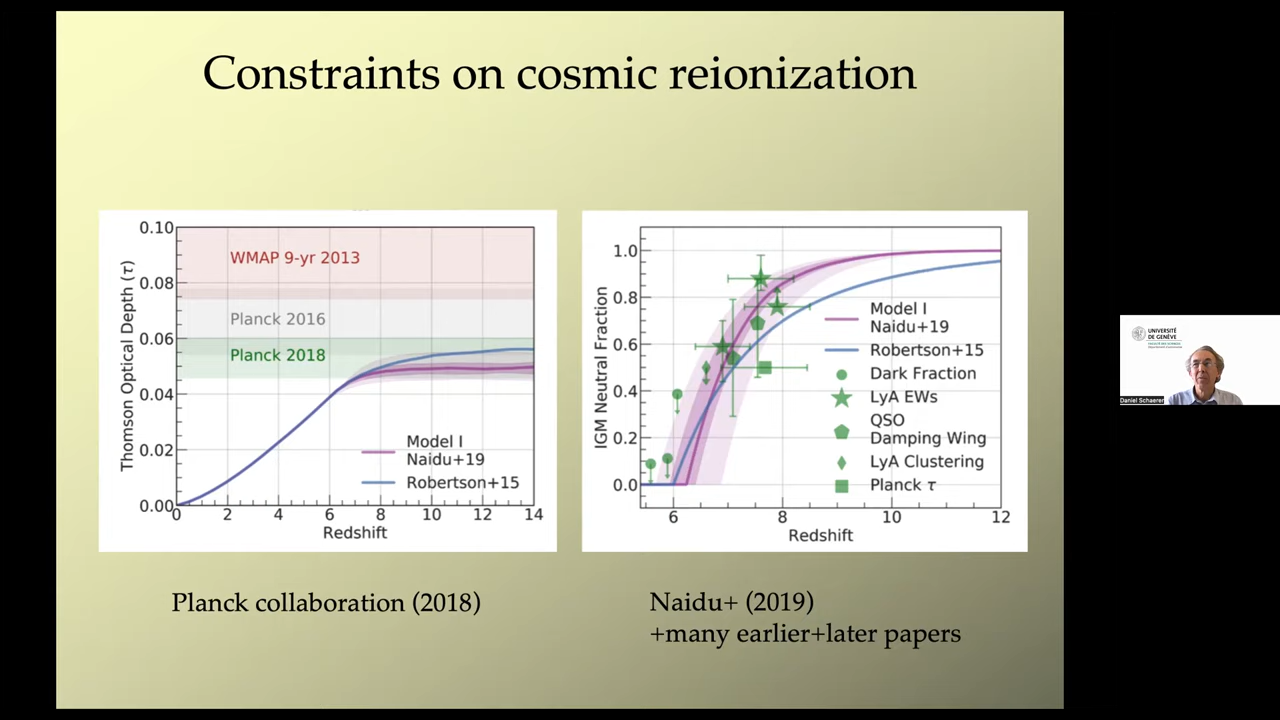 Constraints on cosmic reionization
0.10
0.08
0.06
0.04
0.02
0.00
Thomson Optical Depth (τ)
WMAP 9-yr 2013
Planck 2016
Planck 2018
Model I
Naidu+19
Robertson+15
0 2 4 6 8 10 12 14
Redshift
1.0
0.8
0.6
0.4
0.2
0.0
IGM Neutral Fraction
Model I
Naidu+19
Robertson+15
Dark Fraction
LyA EWs
QSO
Damping Wing
LyA Clustering
Planck τ
6 8 10 12
Redshift
Planck collaboration (2018)
Naidu+ (2019)
+many earlier+later papers
UNIVERSITÉ
DE GENÈVE
Daniel Schaerer